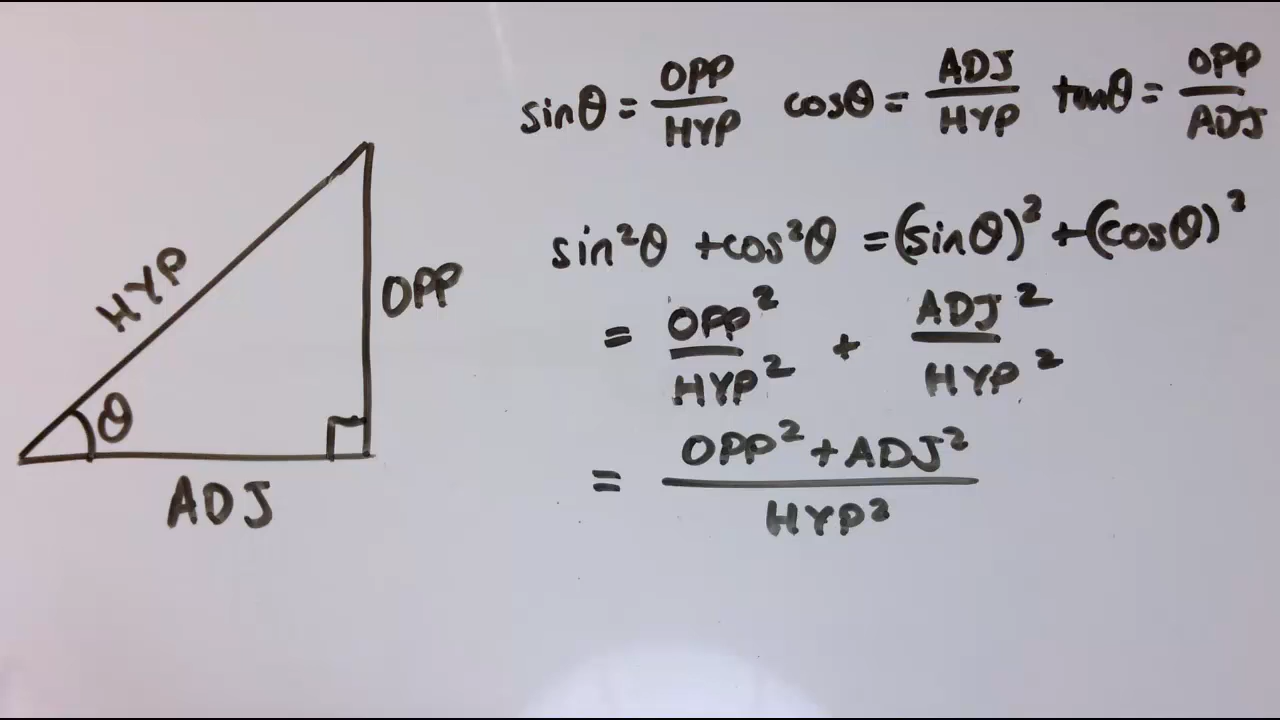 sinθ = OPP/HYP cosθ = ADJ/HYP tanθ = OPP/ADJ
sin²θ + cos²θ = (sinθ)² + (cosθ)²
= OPP²/HYP² + ADJ²/HYP²
= OPP² + ADJ²/HYP²
HYP
OPP
θ
ADJ